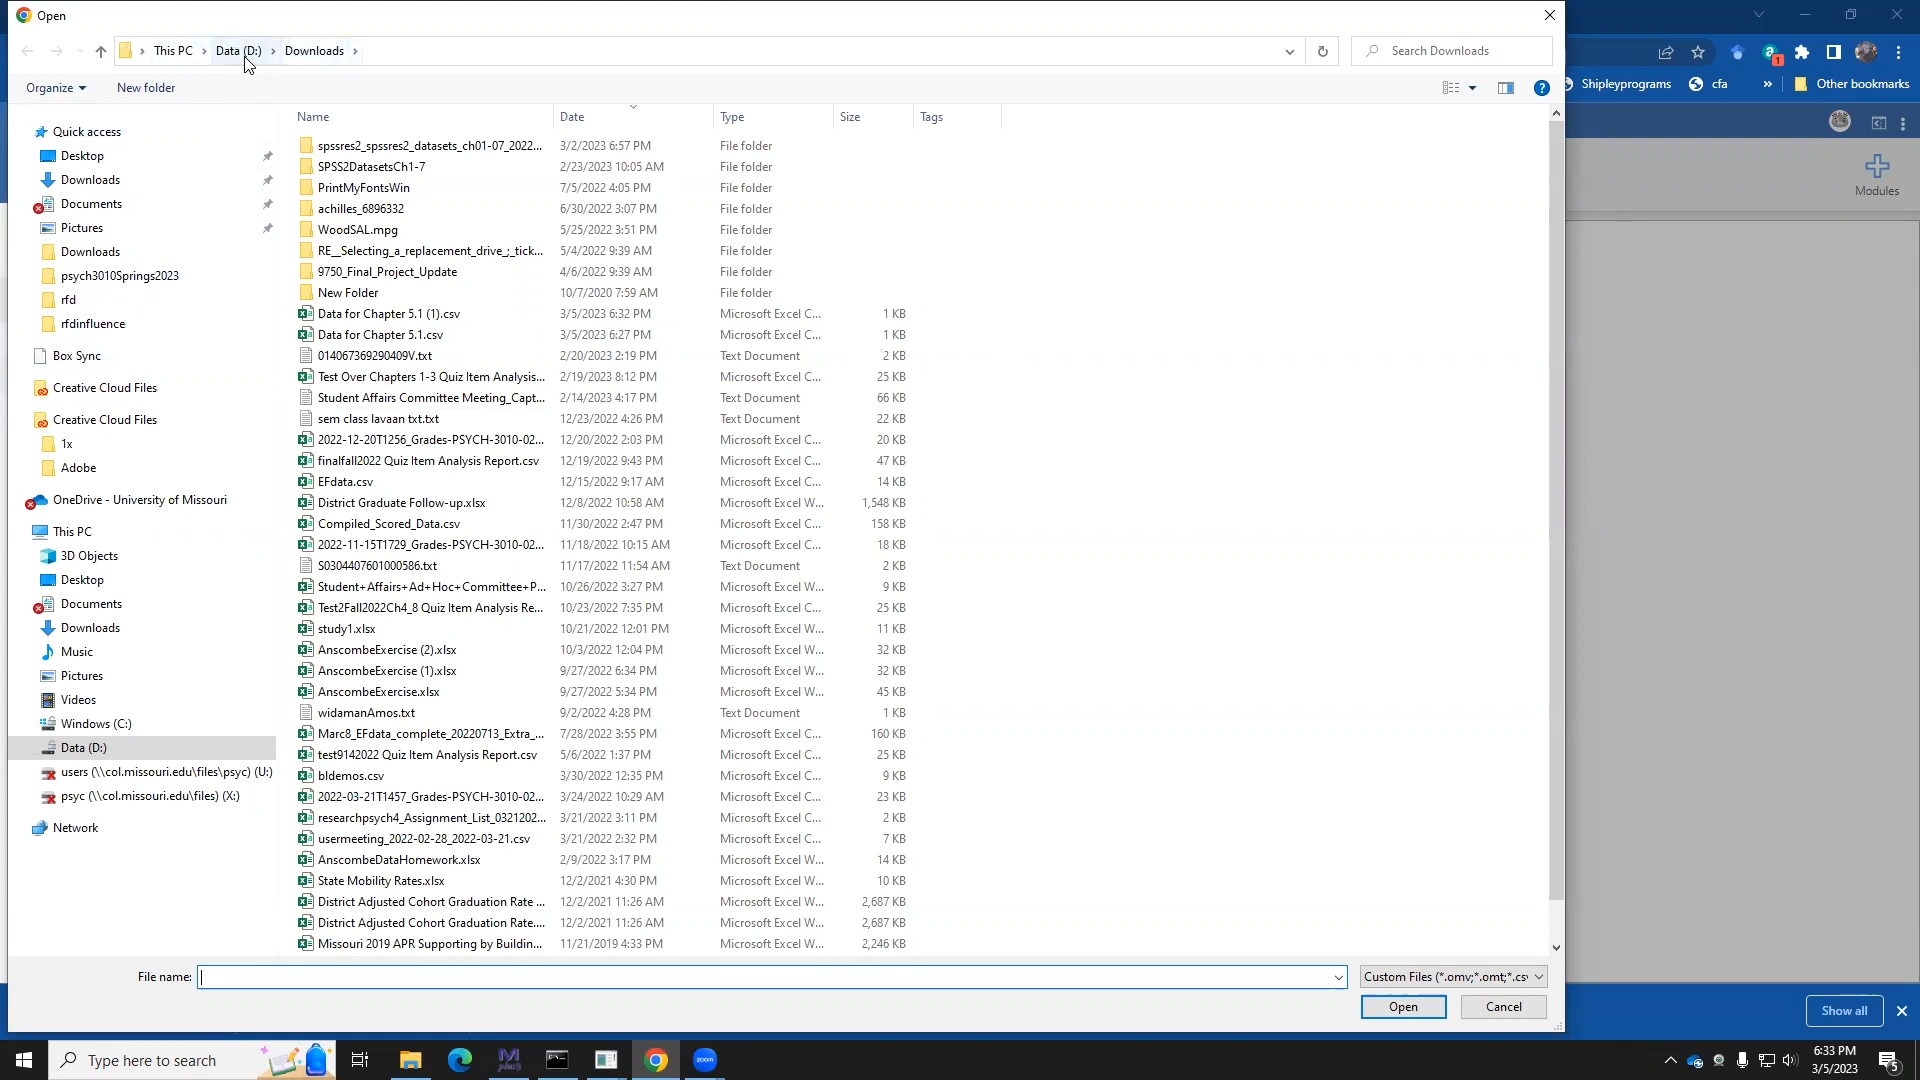 Open
This PC
Data (D:)
Downloads
Search Downloads
Organize
New folder
Shipleyprograms
cfa
Other bookmarks
Modules
Quick access
Desktop
Downloads
Documents
Pictures
Downloads
psych3010Springs2023
rfd
rfdinfluence
Box Sync
Creative Cloud Files
Creative Cloud Files
1x
Adobe
OneDrive - University of Missouri
This PC
3D Objects
Desktop
Documents
Downloads
Music
Pictures
Videos
Windows (C:)
Data (D:)
users (\\col.missouri.edu\files\psyc) (U:)
psyc (\\col.missouri.edu\files) (X:)
Network
Name Date Type Size Tags
spssres2_spssres2_datasets_ch01-07_2022... 3/2/2023 6:57 PM File folder
SPSS2DatasetsCh1-7 2/23/2023 10:05 AM File folder
PrintMyFontsWin 7/5/2022 4:05 PM File folder
achilles_6896332 6/30/2022 3:07 PM File folder
WoodSAL.mpg 5/25/2022 3:51 PM File folder
RE__Selecting_a_replacement_drive_;_tick... 5/4/2022 9:39 AM File folder
9750_Final_Project_Update 4/6/2022 9:39 AM File folder
New Folder 10/7/2020 7:59 AM File folder
Data for Chapter 5.1 (1).csv 3/5/2023 6:32 PM Microsoft Excel C... 1 KB
Data for Chapter 5.1.csv 3/5/2023 6:27 PM Microsoft Excel C... 1 KB
014067369290409V.txt 2/20/2023 2:19 PM Text Document 2 KB
Test Over Chapters 1-3 Quiz Item Analysis... 2/19/2023 8:12 PM Microsoft Excel C... 25 KB
Student Affairs Committee Meeting_Capt... 2/14/2023 4:17 PM Text Document 66 KB
sem class lavaan txt.txt 12/23/2022 4:26 PM Text Document 22 KB
2022-12-20T1256_Grades-PSYCH-3010-02... 12/20/2022 2:03 PM Microsoft Excel C... 20 KB
finalfall2022 Quiz Item Analysis Report.csv 12/19/2022 9:43 PM Microsoft Excel C... 47 KB
EFdata.csv 12/15/2022 9:17 AM Microsoft Excel C... 14 KB
District Graduate Follow-up.xlsx 12/8/2022 10:58 AM Microsoft Excel W... 1,548 KB
Compiled_Scored_Data.csv 11/30/2022 2:47 PM Microsoft Excel C... 158 KB
2022-11-15T1729_Grades-PSYCH-3010-02... 11/18/2022 10:15 AM Microsoft Excel C... 18 KB
S0304407601000586.txt 11/17/2022 11:54 AM Text Document 2 KB
Student+Affairs+Ad+Hoc+Committee+P... 10/26/2022 3:27 PM Microsoft Excel W... 9 KB
Test2Fall2022Ch4_8 Quiz Item Analysis Re... 10/23/2022 7:35 PM Microsoft Excel C... 25 KB
study1.xlsx 10/21/2022 12:01 PM Microsoft Excel W... 11 KB
AnscombeExercise (2).xlsx 10/3/2022 12:04 PM Microsoft Excel W... 32 KB
AnscombeExercise (1).xlsx 9/27/2022 6:34 PM Microsoft Excel W... 32 KB
AnscombeExercise.xlsx 9/27/2022 5:34 PM Microsoft Excel W... 45 KB
widamanAmos.txt 9/2/2022 4:28 PM Text Document 1 KB
Marc8_EFdata_complete_20220713_Extra_... 7/28/2022 3:55 PM Microsoft Excel W... 160 KB
test9142022 Quiz Item Analysis Report.csv 5/6/2022 1:37 PM Microsoft Excel C... 25 KB
bldemos.csv 3/30/2022 12:35 PM Microsoft Excel C... 9 KB
2022-03-21T1457_Grades-PSYCH-3010-02... 3/24/2022 10:29 AM Microsoft Excel C... 23 KB
researchpsych4_Assignment_List_0321202... 3/21/2022 3:11 PM Microsoft Excel C... 2 KB
usermeeting_2022-02-28_2022-03-21.csv 3/21/2022 2:32 PM Microsoft Excel C... 7 KB
AnscombeDataHomework.xlsx 2/9/2022 3:17 PM Microsoft Excel W... 14 KB
State Mobility Rates.xlsx 12/2/2021 4:30 PM Microsoft Excel W... 10 KB
District Adjusted Cohort Graduation Rate ... 12/2/2021 11:26 AM Microsoft Excel W... 2,687 KB
District Adjusted Cohort Graduation Rate.... 12/2/2021 11:26 AM Microsoft Excel W... 2,687 KB
Missouri 2019 APR Supporting by Buildin... 11/21/2019 4:33 PM Microsoft Excel W... 2,246 KB
File name:
Custom Files (*.omv;*.omt;*.csv
Open
Cancel
Show all
Type here to search
zoom
6:33 PM
3/5/2023
5